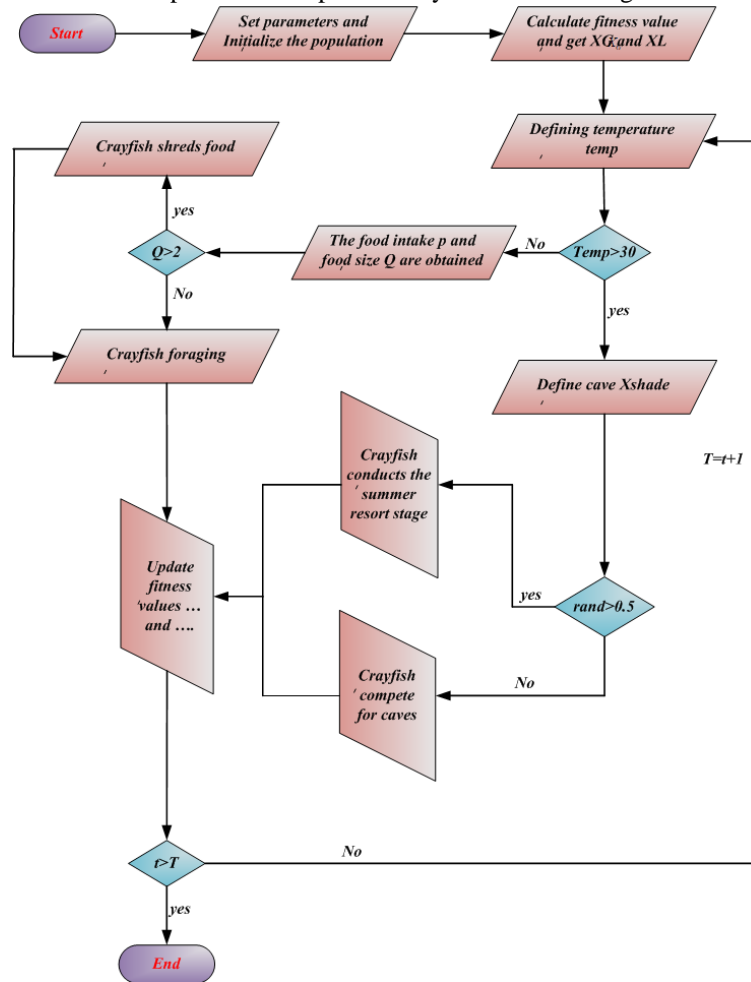 Start
Set parameters and
Initialize the population
Calculate fitness value
and get XG and XL
Defining temperature
temp
Crayfish shreds food
yes
Q>2
The food intake p and
food size Q are obtained
No
Temp>30
No
yes
Crayfish foraging
Define cave Xshade
Crayfish
conducts the
summer
resort stage
T=t+1
Update
fitness
values …
and ….
yes
rand>0.5
Crayfish
compete
for caves
No
t>T
No
yes
End